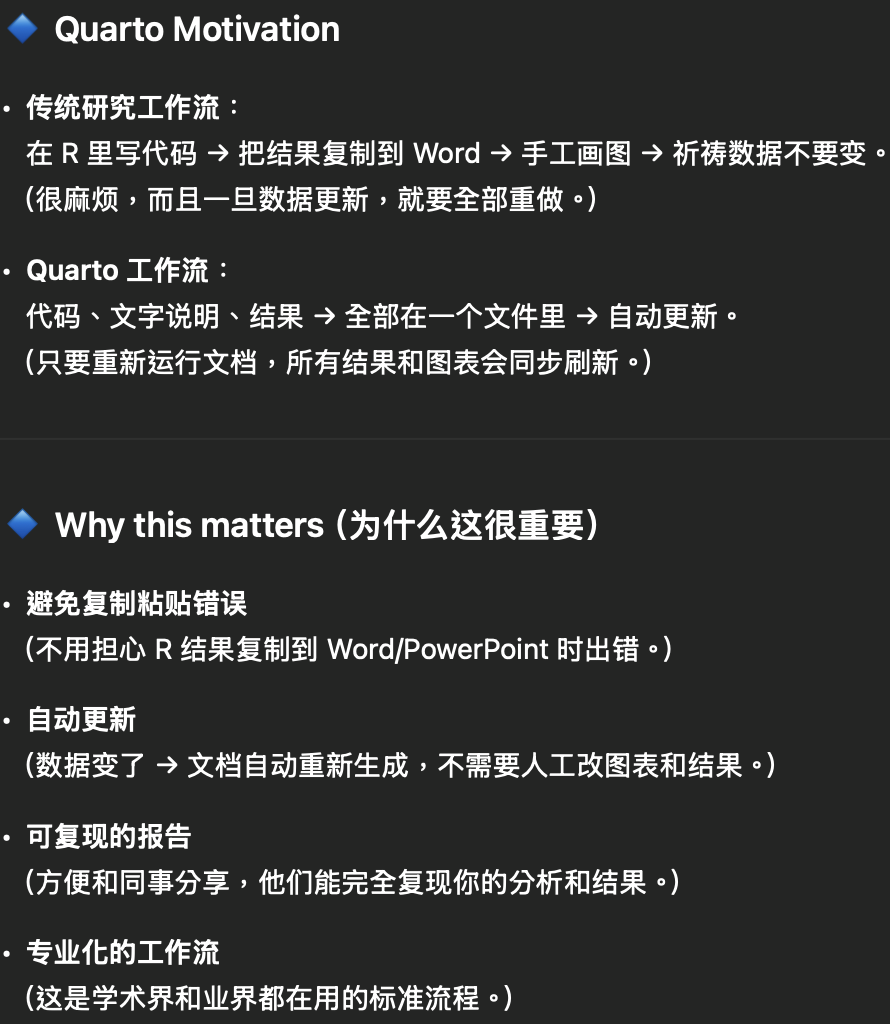 Quarto Motivation
• 传统研究工作流：
在 R 里写代码 → 把结果复制到 Word → 手工画图 → 祈祷数据不要变。
（很麻烦，而且一旦数据更新，就要全部重做。）
• Quarto 工作流：
代码、文字说明、结果 → 全部在一个文件里 → 自动更新。
（只要重新运行文档，所有结果和图表会同步刷新。）
Why this matters（为什么这很重要）
• 避免复制粘贴错误
（不用担心 R 结果复制到 Word/PowerPoint 时出错。）
• 自动更新
（数据变了 → 文档自动重新生成，不需要人工改图表和结果。）
• 可复现的报告
（方便和同事分享，他们能完全复现你的分析和结果。）
• 专业化的工作流
（这是学术界和业界都在用的标准流程。）